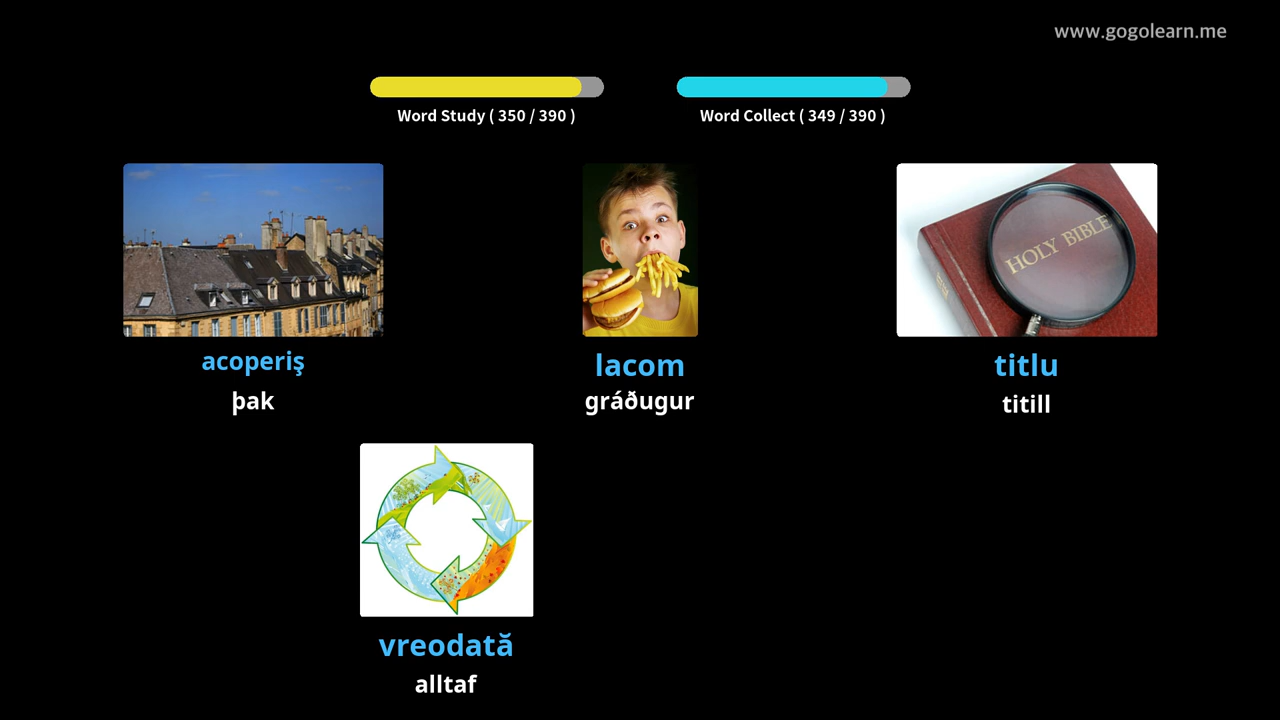 www.gogolearn.me
Word Study ( 350 / 390 )
Word Collect ( 349 / 390 )
HOLY BIBLE
acoperiş
lacom
titlu
þak
gráðugur
titill
vreodată
alltaf